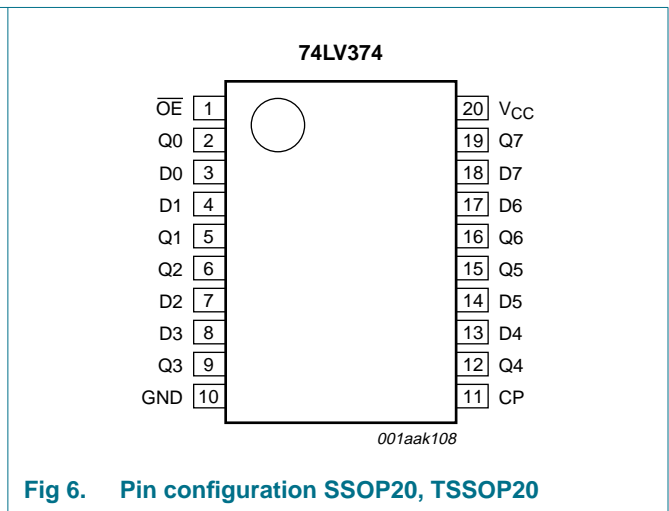 74LV374
OE 1 20 VCC
Q0 2 19 Q7
D0 3 18 D7
D1 4 17 D6
Q1 5 16 Q6
Q2 6 15 Q5
D2 7 14 D5
D3 8 13 D4
Q3 9 12 Q4
GND 10 11 CP
001aak108
Fig 6. Pin configuration SSOP20, TSSOP20